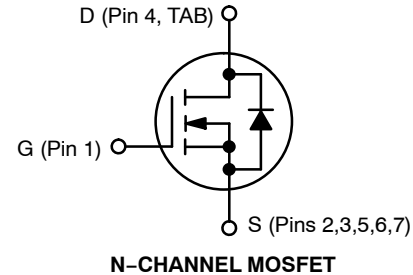 D (Pin 4, TAB)
G (Pin 1)
S (Pins 2,3,5,6,7)
N−CHANNEL MOSFET